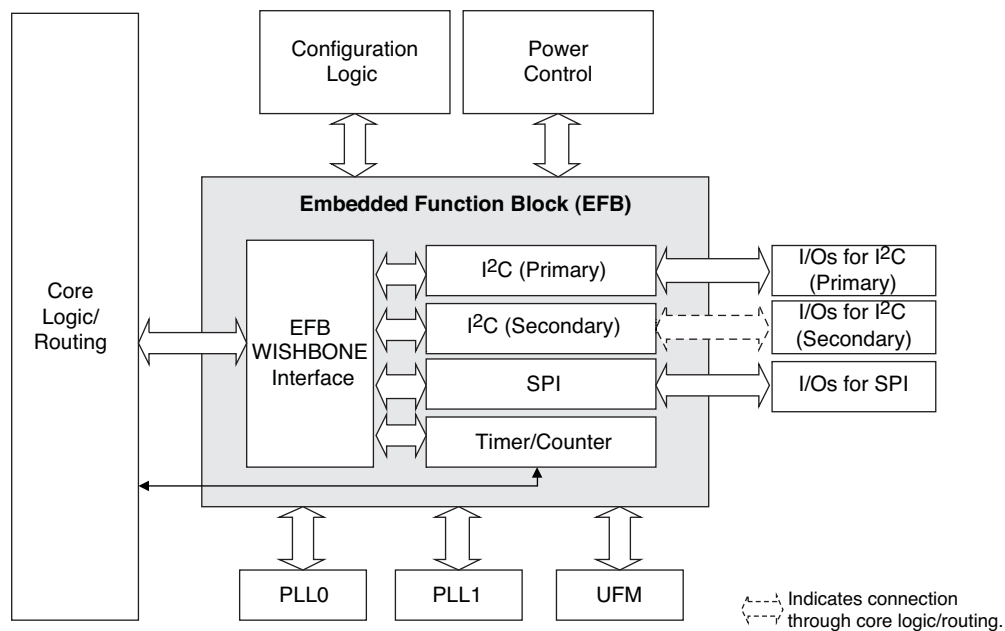 Configuration
Logic
Power
Control
Embedded Function Block (EFB)
Core
Logic/
Routing
EFB
WISHBONE
Interface
I²C (Primary)
I²C (Secondary)
SPI
Timer/Counter
I/Os for I²C
(Primary)
I/Os for I²C
(Secondary)
I/Os for SPI
PLL0
PLL1
UFM
Indicates connection
through core logic/routing.